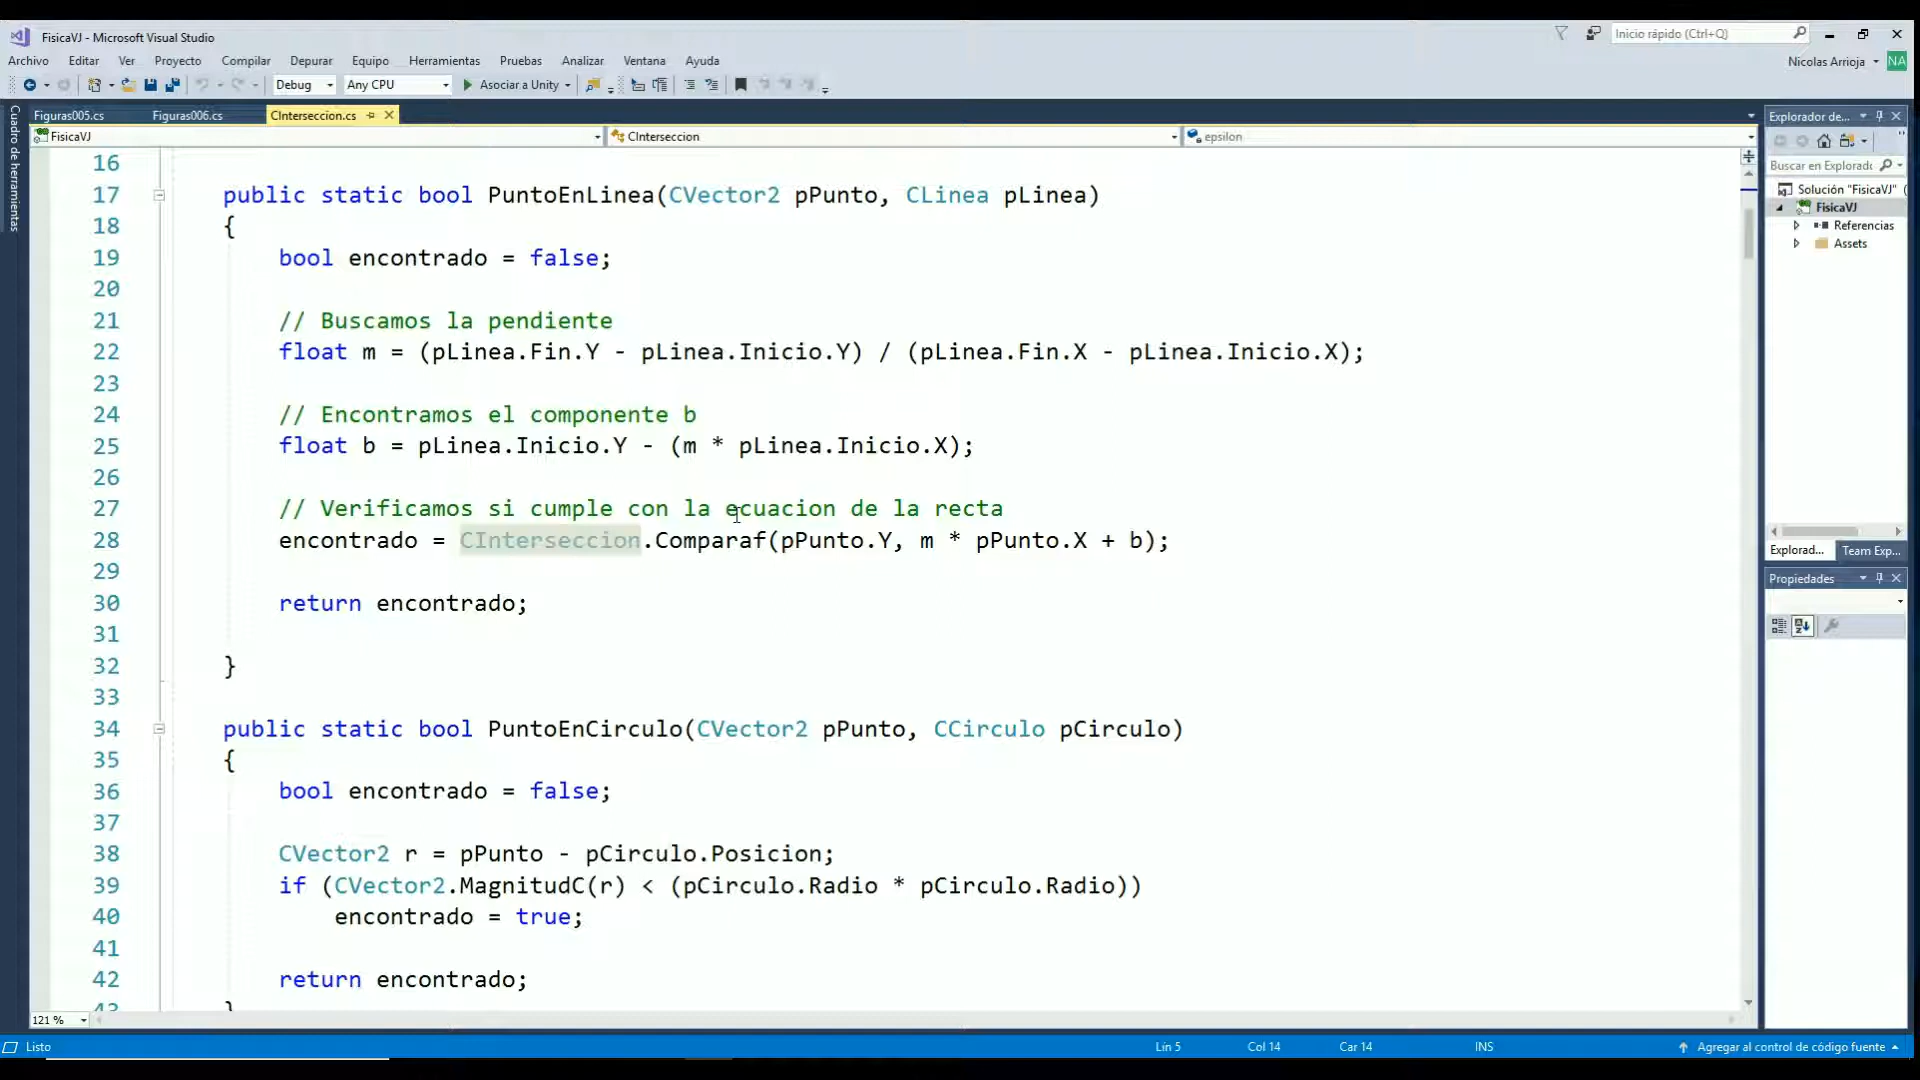 FisicaVJ - Microsoft Visual Studio
Inicio rápido (Ctrl+Q)
Archivo Editar Ver Proyecto Compilar Depurar Equipo Herramientas Pruebas Analizar Ventana Ayuda
Nicolas Arrioja NA
Debug Any CPU Asociar a Unity
Cuadro de herramientas
Figuras005.cs Figuras006.cs CInterseccion.cs
FisicaVJ CInterseccion epsilon
16
17 public static bool PuntoEnLinea(CVector2 pPunto, CLinea pLinea)
18 {
19 bool encontrado = false;
20
21 // Buscamos la pendiente
22 float m = (pLinea.Fin.Y - pLinea.Inicio.Y) / (pLinea.Fin.X - pLinea.Inicio.X);
23
24 // Encontramos el componente b
25 float b = pLinea.Inicio.Y - (m * pLinea.Inicio.X);
26
27 // Verificamos si cumple con la ecuacion de la recta
28 encontrado = CInterseccion.Comparaf(pPunto.Y, m * pPunto.X + b);
29
30 return encontrado;
31
32 }
33
34 public static bool PuntoEnCirculo(CVector2 pPunto, CCirculo pCirculo)
35 {
36 bool encontrado = false;
37
38 CVector2 r = pPunto - pCirculo.Posicion;
39 if (CVector2.MagnitudC(r) < (pCirculo.Radio * pCirculo.Radio))
40 encontrado = true;
41
42 return encontrado;
43 }
121 %
Explorador de...
Buscar en Explorado
Solución "FisicaVJ" (
FisicaVJ
Referencias
Assets
Explorad... Team Exp...
Propiedades
Listo Lín 5 Col 14 Car 14 INS Agregar al control de código fuente